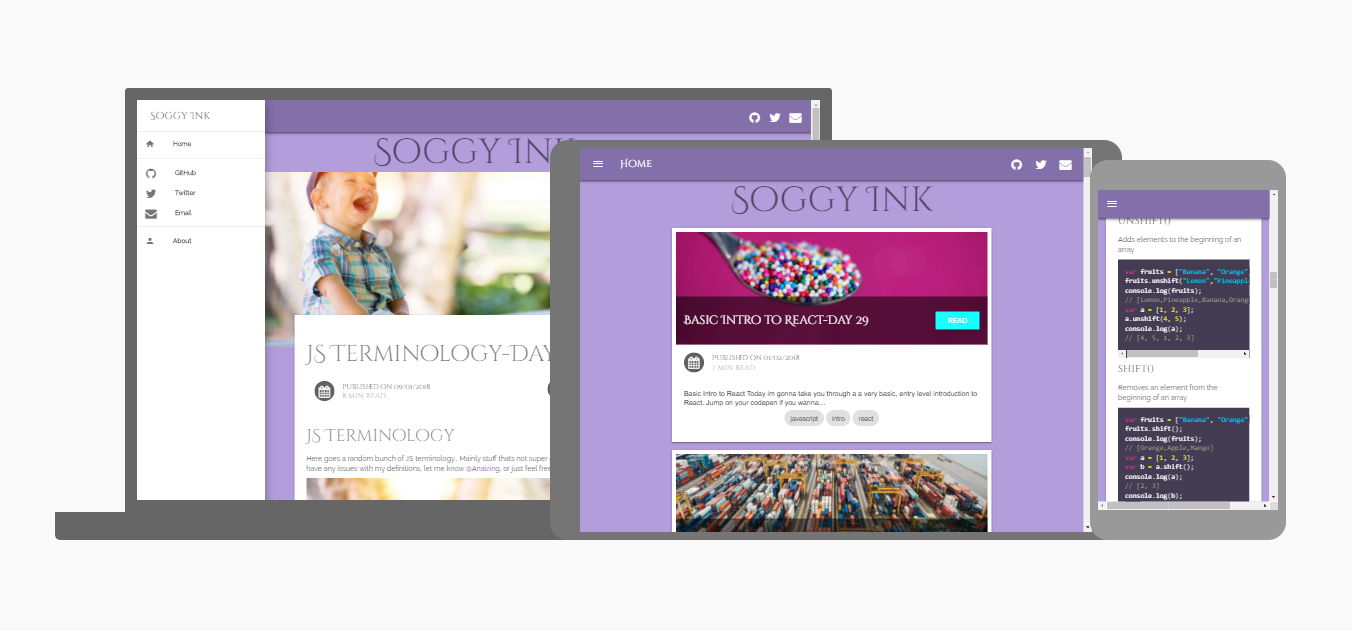 Soggy Ink
Home
GitHub
Twitter
Email
About
Soggy
JS Terminology-Day
Published on 09/01/2018
8 min read
JS Terminology
Here goes a random bunch of JS terminology,. Mainly stuff thats not super
have any issues with my definitions, let me know @Anaizing, or just feel free
Home
Soggy Ink
Basic Intro to React-Day 29
READ
Published on 01/02/2018
min read
Basic Intro to React Today im gonna take you through a a very basic, entry level introduction to
React. Jump on your codepen if you wanna…
javascript intro react
unshift()
Adds elements to the beginning of an
array
var fruits = ["Banana", "Orange"
fruits.unshift("Lemon","Pineappl
console.log(fruits);
// [Lemon,Pineapple,Banana,Orang
var a = [1, 2, 3];
a.unshift(4, 5);
console.log(a);
// [4, 5, 1, 2, 3]
shift()
Removes an element from the
beginning of an array
var fruits = ["Banana", "Orange"
fruits.shift();
console.log(fruits);
// [Orange,Apple,Mango]
var a = [1, 2, 3];
var b = a.shift();
console.log(a);
// [2, 3]
console.log(b);